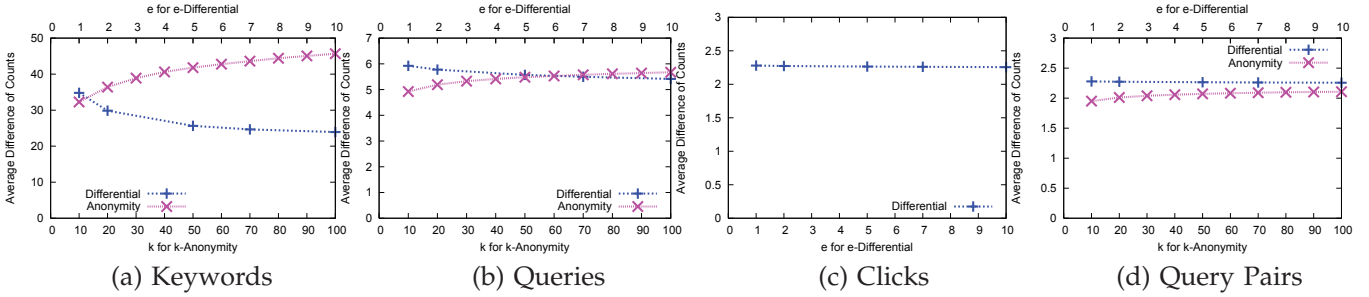 e for e-Differential
0 1 2 3 4 5 6 7 8 9 10
Average Difference of Counts
50
40
30
20
10
0
Differential
Anonymity
0 10 20 30 40 50 60 70 80 90 100
k for k-Anonymity
(a) Keywords
e for e-Differential
0 1 2 3 4 5 6 7 8 9 10
Average Difference of Counts
7
6
5
4
3
2
1
0
Differential
Anonymity
0 10 20 30 40 50 60 70 80 90 100
k for k-Anonymity
(b) Queries
Average Difference of Counts
3
2.5
2
1.5
1
0.5
0
Differential
0 1 2 3 4 5 6 7 8 9 10
e for e-Differential
(c) Clicks
e for e-Differential
0 1 2 3 4 5 6 7 8 9 10
Average Difference of Counts
3
2.5
2
1.5
1
0.5
0
Differential
Anonymity
0 10 20 30 40 50 60 70 80 90 100
k for k-Anonymity
(d) Query Pairs